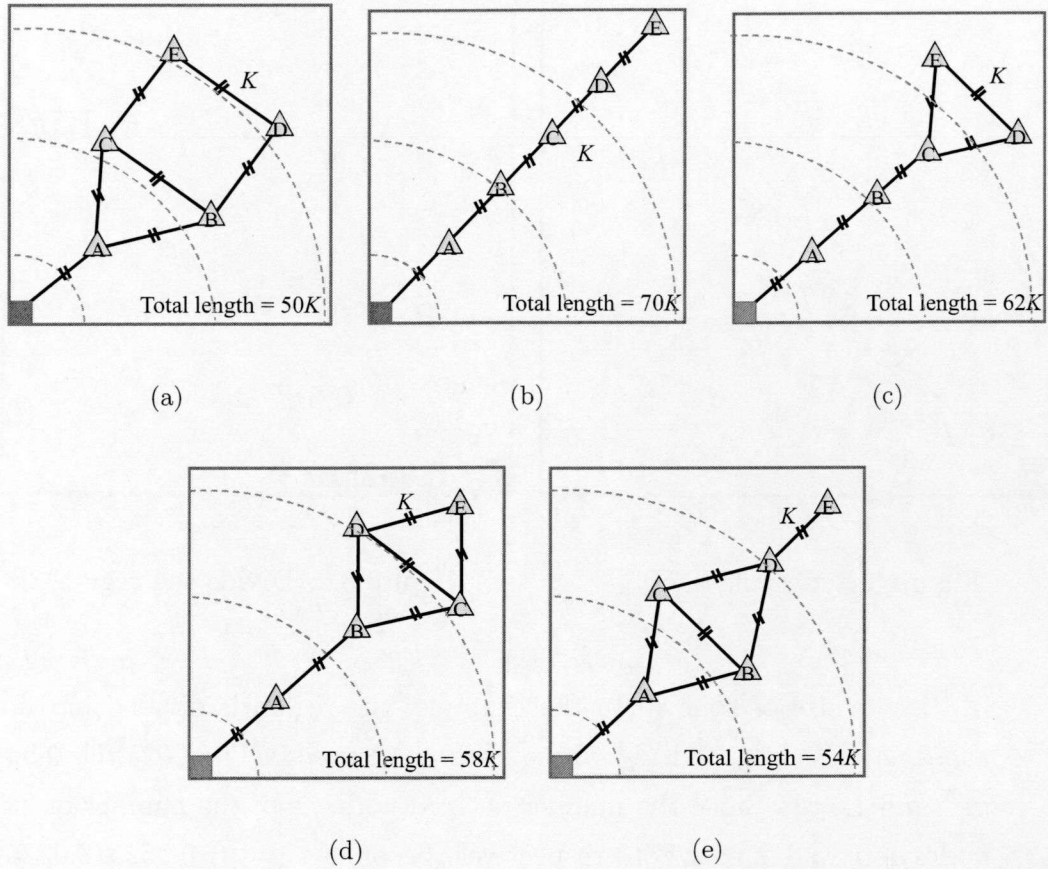 E
K
C
D
B
A
Total length = 50K
(a)
E
D
C
K
B
A
Total length = 70K
(b)
E
K
C
D
B
A
Total length = 62K
(c)
K
E
D
C
B
A
Total length = 58K
(d)
E
K
D
C
B
A
Total length = 54K
(e)